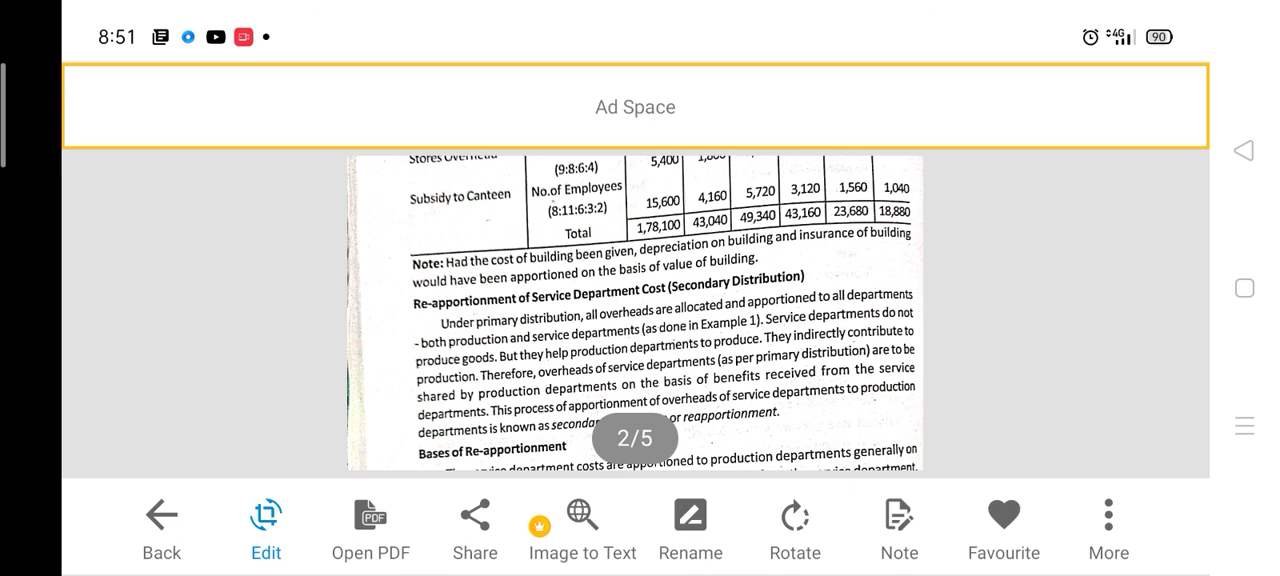 8:51
4G 90
Ad Space
Stores
(9:8:6:4)
5,400
Subsidy to Canteen No.of Employees 15,600 4,160 5,720 3,120 1,560 1,040
(8:11:6:3:2)
Total 1,78,100 43,040 49,340 43,160 23,680 18,880
Note: Had the cost of building been given, depreciation on building and insurance of building
would have been apportioned on the basis of value of building.
Re-apportionment of Service Department Cost (Secondary Distribution)
Under primary distribution, all overheads are allocated and apportioned to all departments
- both production and service departments (as done in Example 1). Service departments do not
produce goods. But they help production departments to produce. They indirectly contribute to
production. Therefore, overheads of service departments (as per primary distribution) are to be
shared by production departments on the basis of benefits received from the service
departments. This process of apportionment of overheads of service departments to production
departments is known as or reapportionment.
2/5
Bases of Re-apportionment
department costs are apportioned to production departments generally on
department.
Back Edit Open PDF Share Image to Text Rename Rotate Note Favourite More
PDF